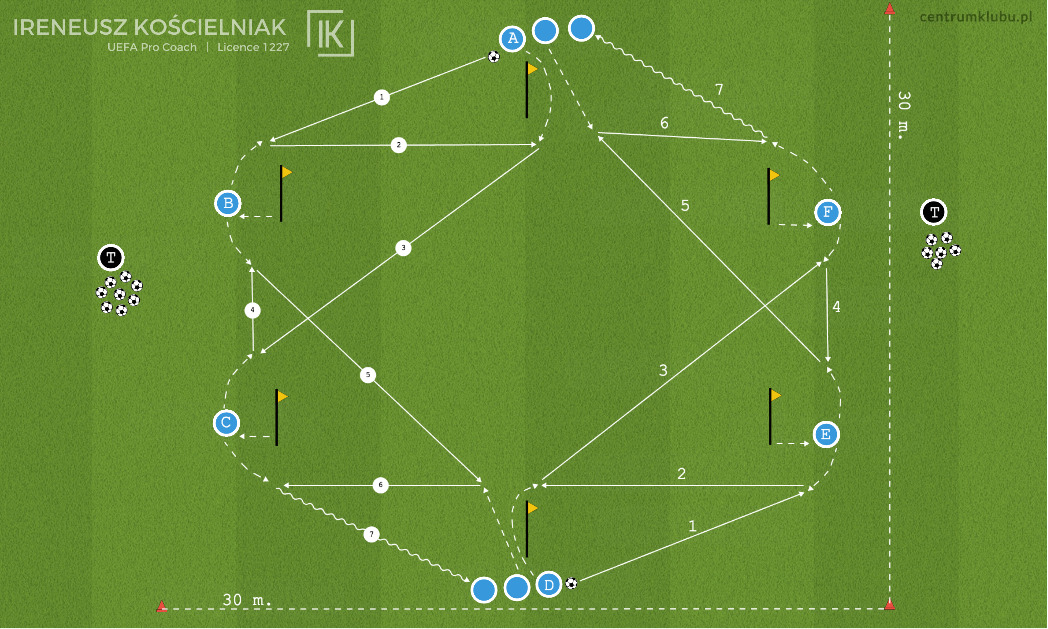 IRENEUSZ KOŚCIELNIAK
UEFA Pro Coach | Licence 1227
IK
centrumklubu.pl
A
1
7
30 m.
6
2
B
5
F
T
3
T
4
4
3
5
C
E
2
6
1
7
D
30 m.